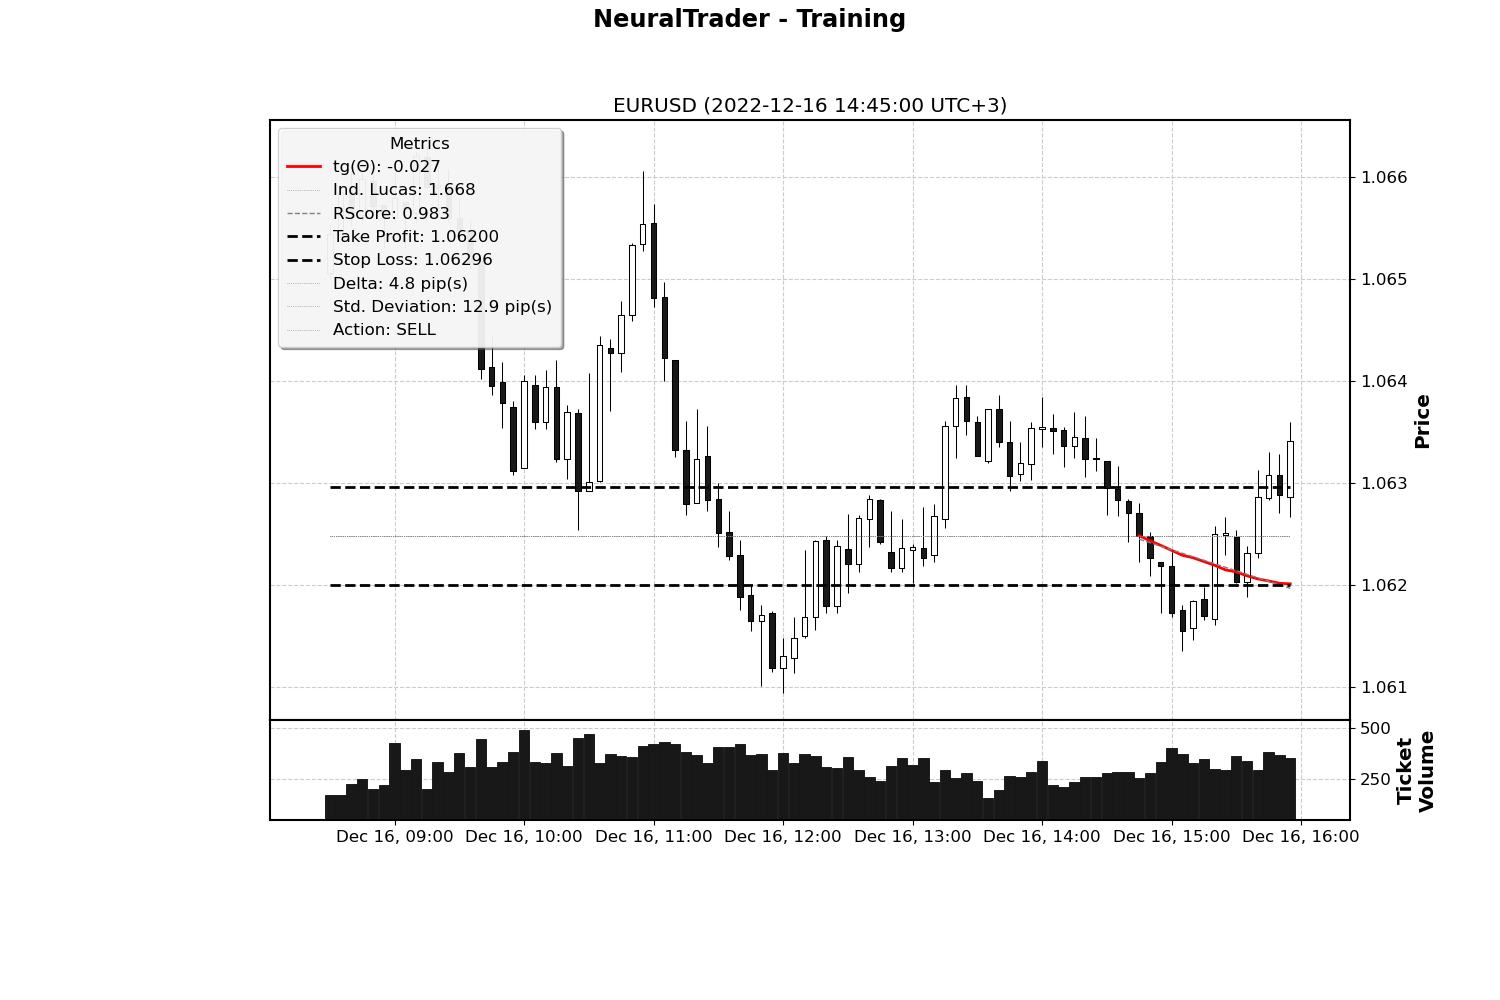 NeuralTrader - Training
EURUSD (2022-12-16 14:45:00 UTC+3)
Metrics
tg(Θ): -0.027
Ind. Lucas: 1.668
RScore: 0.983
Take Profit: 1.06200
Stop Loss: 1.06296
Delta: 4.8 pip(s)
Std. Deviation: 12.9 pip(s)
Action: SELL
1.066
1.065
1.064
1.063
1.062
1.061
Price
500
250
Ticket
Volume
Dec 16, 09:00 Dec 16, 10:00 Dec 16, 11:00 Dec 16, 12:00 Dec 16, 13:00 Dec 16, 14:00 Dec 16, 15:00 Dec 16, 16:00